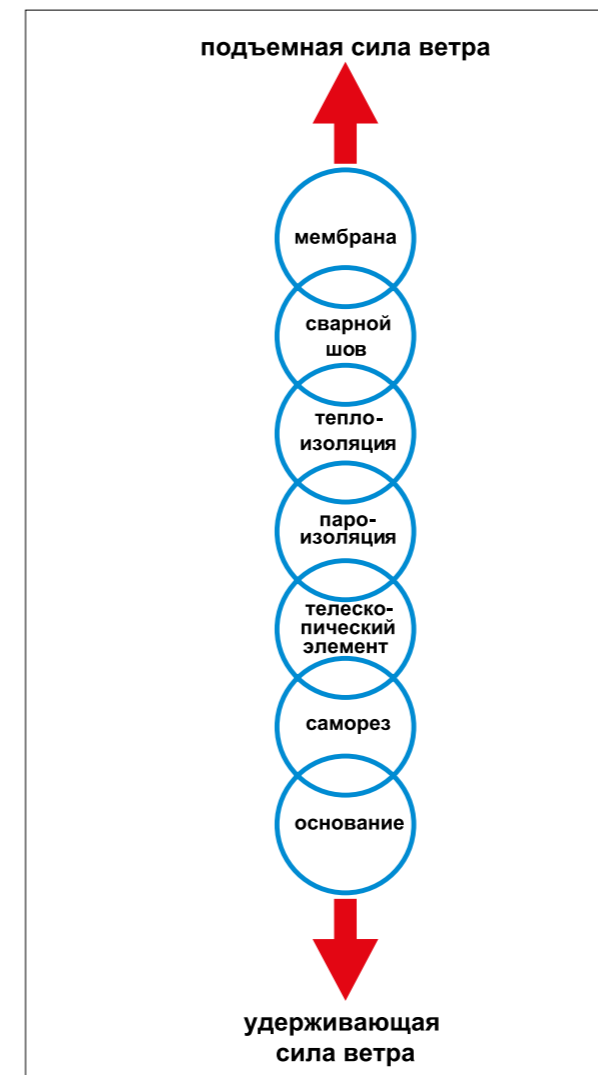 подъемная сила ветра
мембрана
сварной
шов
тепло-
изоляция
паро-
изоляция
телеско-
пический
элемент
саморез
основание
удерживающая
сила ветра